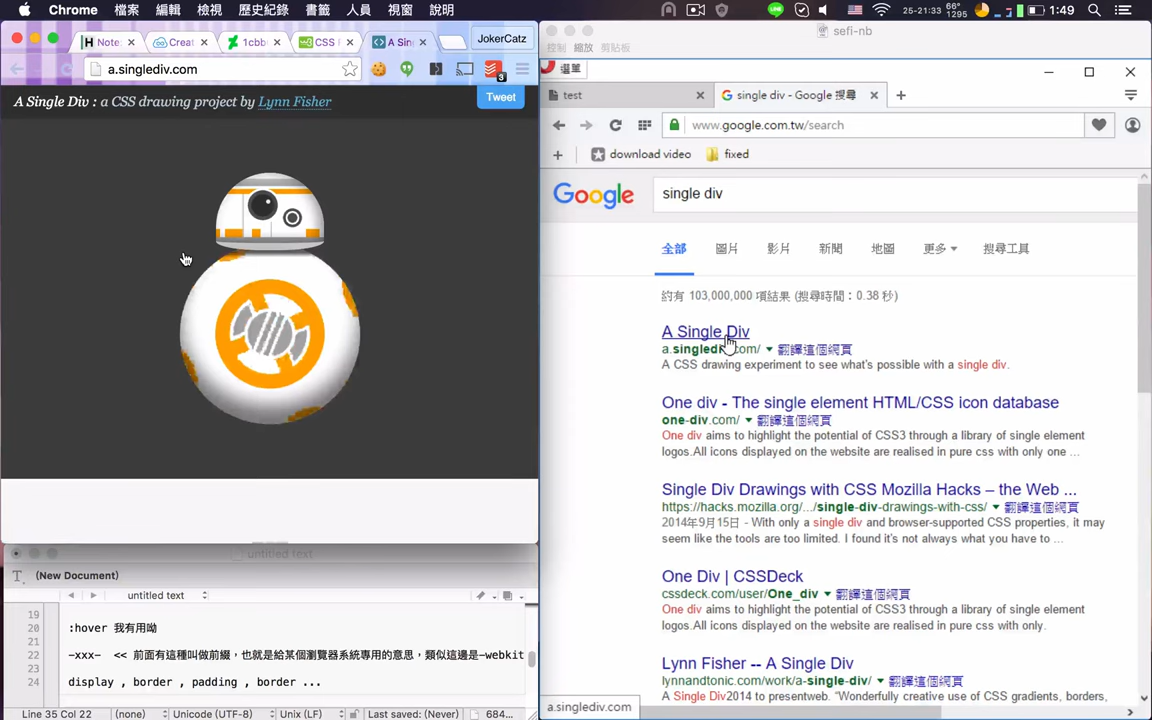 Chrome 檔案 編輯 檢視 歷史紀錄 書籤 人員 視窗 說明
25-21:33 66° 1295 1:49
Note: Creat 1cbb CSS A Sin JokerCatz
a.singlediv.com
3
A Single Div : a CSS drawing project by Lynn Fisher
Tweet
untitled text
(New Document)
untitled text
19
20 :hover 我有用呦
21
22 -xxx- << 前面有這種叫做前綴，也就是給某個瀏覽器系統專用的意思，類似這邊是-webkit
23
24 display , border , padding , border ...
Line 35 Col 22 (none) Unicode (UTF-8) Unix (LF) Last saved: (Never) 684...
sefi-nb
控制 縮放 剪貼板
選單
test
single div - Google 搜尋
www.google.com.tw/search
download video fixed
Google single div
全部 圖片 影片 新聞 地圖 更多 搜尋工具
約有 103,000,000 項結果 (搜尋時間：0.38 秒)
A Single Div
a.singlediv.com/ 翻譯這個網頁
A CSS drawing experiment to see what's possible with a single div.
One div - The single element HTML/CSS icon database
one-div.com/ 翻譯這個網頁
One div aims to highlight the potential of CSS3 through a library of single element
logos.All icons displayed on the website are realised in pure css with only one ...
Single Div Drawings with CSS Mozilla Hacks – the Web ...
https://hacks.mozilla.org/.../single-div-drawings-with-css/ 翻譯這個網頁
2014年9月15日 - With only a single div and browser-supported CSS properties, it may
seem like the tools are too limited. I found it's not always what you have to ...
One Div | CSSDeck
cssdeck.com/user/One_div 翻譯這個網頁
One div aims to highlight the potential of CSS3 through a library of single element
logos.All icons displayed on the website are realised in pure css with only.
Lynn Fisher -- A Single Div
lynnandtonic.com/work/a-single-div/ 翻譯這個網頁
A Single Div2014 to presentweb. "Wonderfully creative use of CSS gradients, borders,
a.singlediv.com